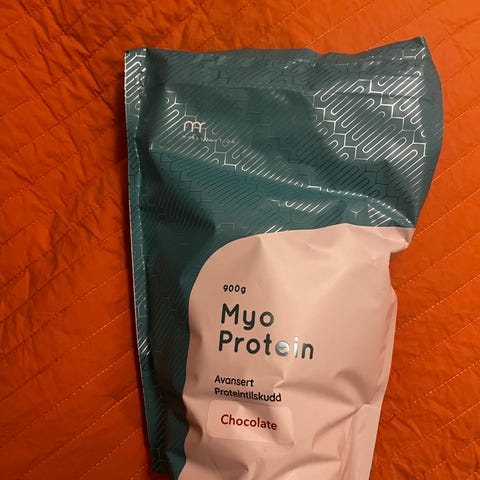 900g
Myo
Protein
Avansert
Proteintilskudd
Chocolate